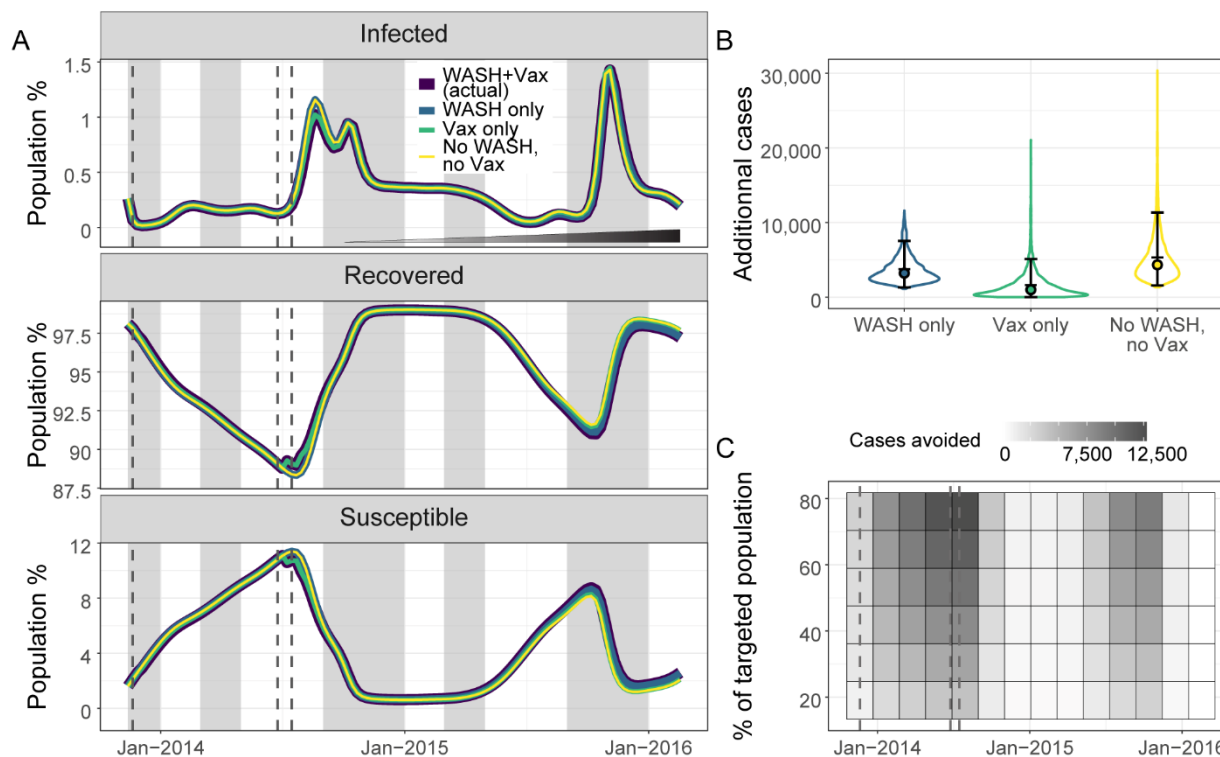 A
Infected
Population %
1.5
1
0.5
0
WASH+Vax
(actual)
WASH only
Vax only
No WASH,
no Vax
Recovered
Population %
97.5
95
92.5
90
87.5
Susceptible
Population %
12
8
4
0
Jan−2014
Jan−2015
Jan−2016
B
Additionnal cases
30,000
20,000
10,000
0
WASH only
Vax only
No WASH,
no Vax
C
Cases avoided
0
7,500
12,500
% of targeted population
80
60
40
20
Jan−2014
Jan−2015
Jan−2016